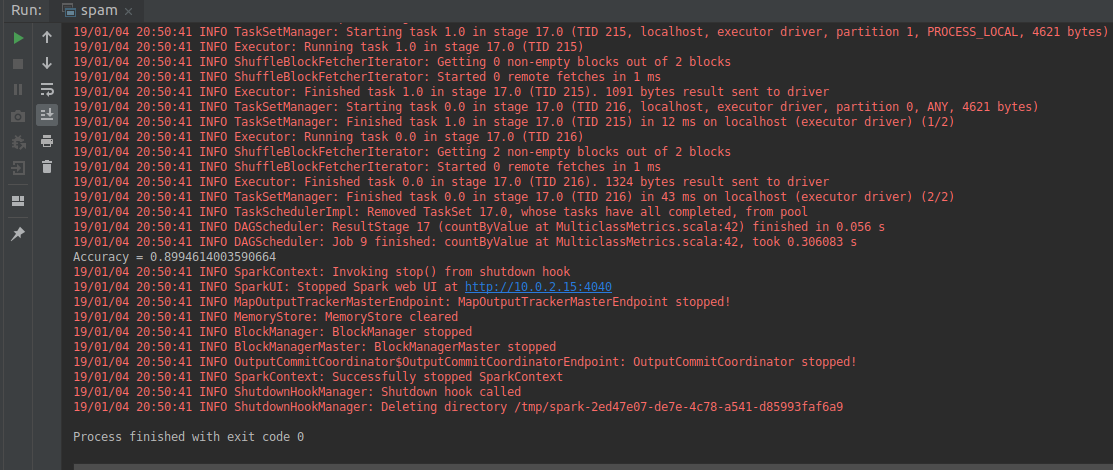 Run: spam ×
19/01/04 20:50:41 INFO TaskSetManager: Starting task 1.0 in stage 17.0 (TID 215, localhost, executor driver, partition 1, PROCESS_LOCAL, 4621 bytes)
19/01/04 20:50:41 INFO Executor: Running task 1.0 in stage 17.0 (TID 215)
19/01/04 20:50:41 INFO ShuffleBlockFetcherIterator: Getting 0 non-empty blocks out of 2 blocks
19/01/04 20:50:41 INFO ShuffleBlockFetcherIterator: Started 0 remote fetches in 1 ms
19/01/04 20:50:41 INFO Executor: Finished task 1.0 in stage 17.0 (TID 215). 1091 bytes result sent to driver
19/01/04 20:50:41 INFO TaskSetManager: Starting task 0.0 in stage 17.0 (TID 216, localhost, executor driver, partition 0, ANY, 4621 bytes)
19/01/04 20:50:41 INFO TaskSetManager: Finished task 1.0 in stage 17.0 (TID 215) in 12 ms on localhost (executor driver) (1/2)
19/01/04 20:50:41 INFO Executor: Running task 0.0 in stage 17.0 (TID 216)
19/01/04 20:50:41 INFO ShuffleBlockFetcherIterator: Getting 2 non-empty blocks out of 2 blocks
19/01/04 20:50:41 INFO ShuffleBlockFetcherIterator: Started 0 remote fetches in 1 ms
19/01/04 20:50:41 INFO Executor: Finished task 0.0 in stage 17.0 (TID 216). 1324 bytes result sent to driver
19/01/04 20:50:41 INFO TaskSetManager: Finished task 0.0 in stage 17.0 (TID 216) in 43 ms on localhost (executor driver) (2/2)
19/01/04 20:50:41 INFO TaskSchedulerImpl: Removed TaskSet 17.0, whose tasks have all completed, from pool
19/01/04 20:50:41 INFO DAGScheduler: ResultStage 17 (countByValue at MulticlassMetrics.scala:42) finished in 0.056 s
19/01/04 20:50:41 INFO DAGScheduler: Job 9 finished: countByValue at MulticlassMetrics.scala:42, took 0.306083 s
Accuracy = 0.8994614003590664
19/01/04 20:50:41 INFO SparkContext: Invoking stop() from shutdown hook
19/01/04 20:50:41 INFO SparkUI: Stopped Spark web UI at http://10.0.2.15:4040
19/01/04 20:50:41 INFO MapOutputTrackerMasterEndpoint: MapOutputTrackerMasterEndpoint stopped!
19/01/04 20:50:41 INFO MemoryStore: MemoryStore cleared
19/01/04 20:50:41 INFO BlockManager: BlockManager stopped
19/01/04 20:50:41 INFO BlockManagerMaster: BlockManagerMaster stopped
19/01/04 20:50:41 INFO OutputCommitCoordinator$OutputCommitCoordinatorEndpoint: OutputCommitCoordinator stopped!
19/01/04 20:50:41 INFO SparkContext: Successfully stopped SparkContext
19/01/04 20:50:41 INFO ShutdownHookManager: Shutdown hook called
19/01/04 20:50:41 INFO ShutdownHookManager: Deleting directory /tmp/spark-2ed47e07-de7e-4c78-a541-d85993faf6a9
Process finished with exit code 0